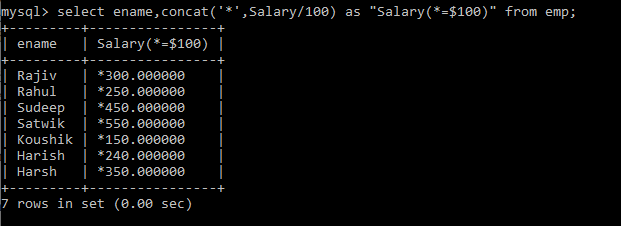 mysql> select ename,concat('*',Salary/100) as "Salary(*=$100)" from emp;
+---------+----------------+
| ename   | Salary(*=$100) |
+---------+----------------+
| Rajiv   | *300.000000    |
| Rahul   | *250.000000    |
| Sudeep  | *450.000000    |
| Satwik  | *550.000000    |
| Koushik | *150.000000    |
| Harish  | *240.000000    |
| Harsh   | *350.000000    |
+---------+----------------+
7 rows in set (0.00 sec)